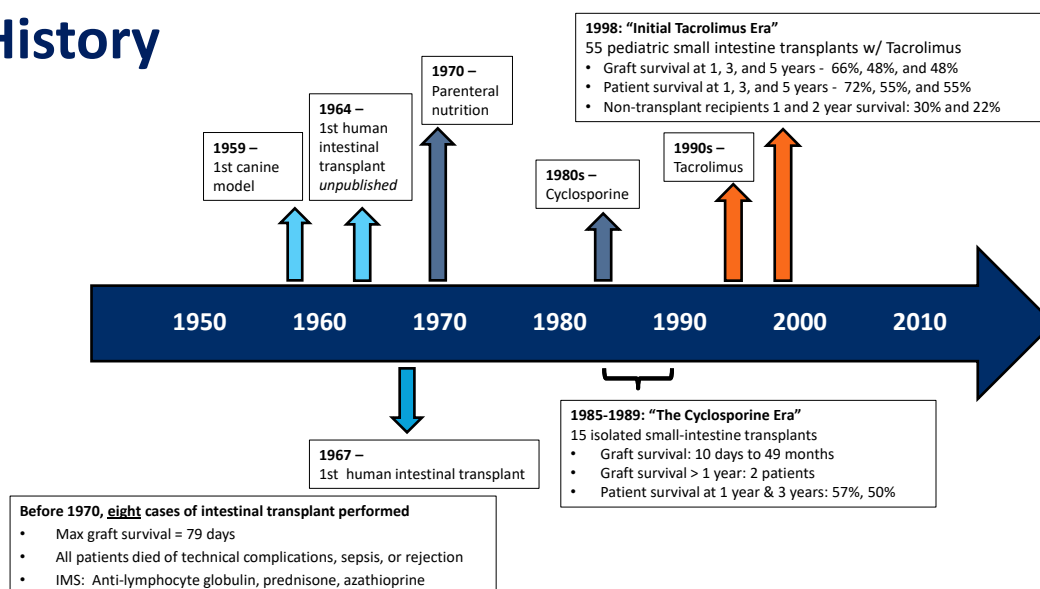 History
1998: “Initial Tacrolimus Era”
55 pediatric small intestine transplants w/ Tacrolimus
• Graft survival at 1, 3, and 5 years - 66%, 48%, and 48%
• Patient survival at 1, 3, and 5 years - 72%, 55%, and 55%
• Non-transplant recipients 1 and 2 year survival: 30% and 22%
1970 –
Parenteral
nutrition
1964 –
1st human
intestinal
transplant
unpublished
1959 –
1st canine
model
1980s –
Cyclosporine
1990s –
Tacrolimus
1950 1960 1970 1980 1990 2000 2010
1967 –
1st  human intestinal transplant
1985-1989: “The Cyclosporine Era”
15 isolated small-intestine transplants
• Graft survival: 10 days to 49 months
• Graft survival > 1 year: 2 patients
• Patient survival at 1 year & 3 years: 57%, 50%
Before 1970, eight cases of intestinal transplant performed
• Max graft survival = 79 days
• All patients died of technical complications, sepsis, or rejection
• IMS:  Anti-lymphocyte globulin, prednisone, azathioprine